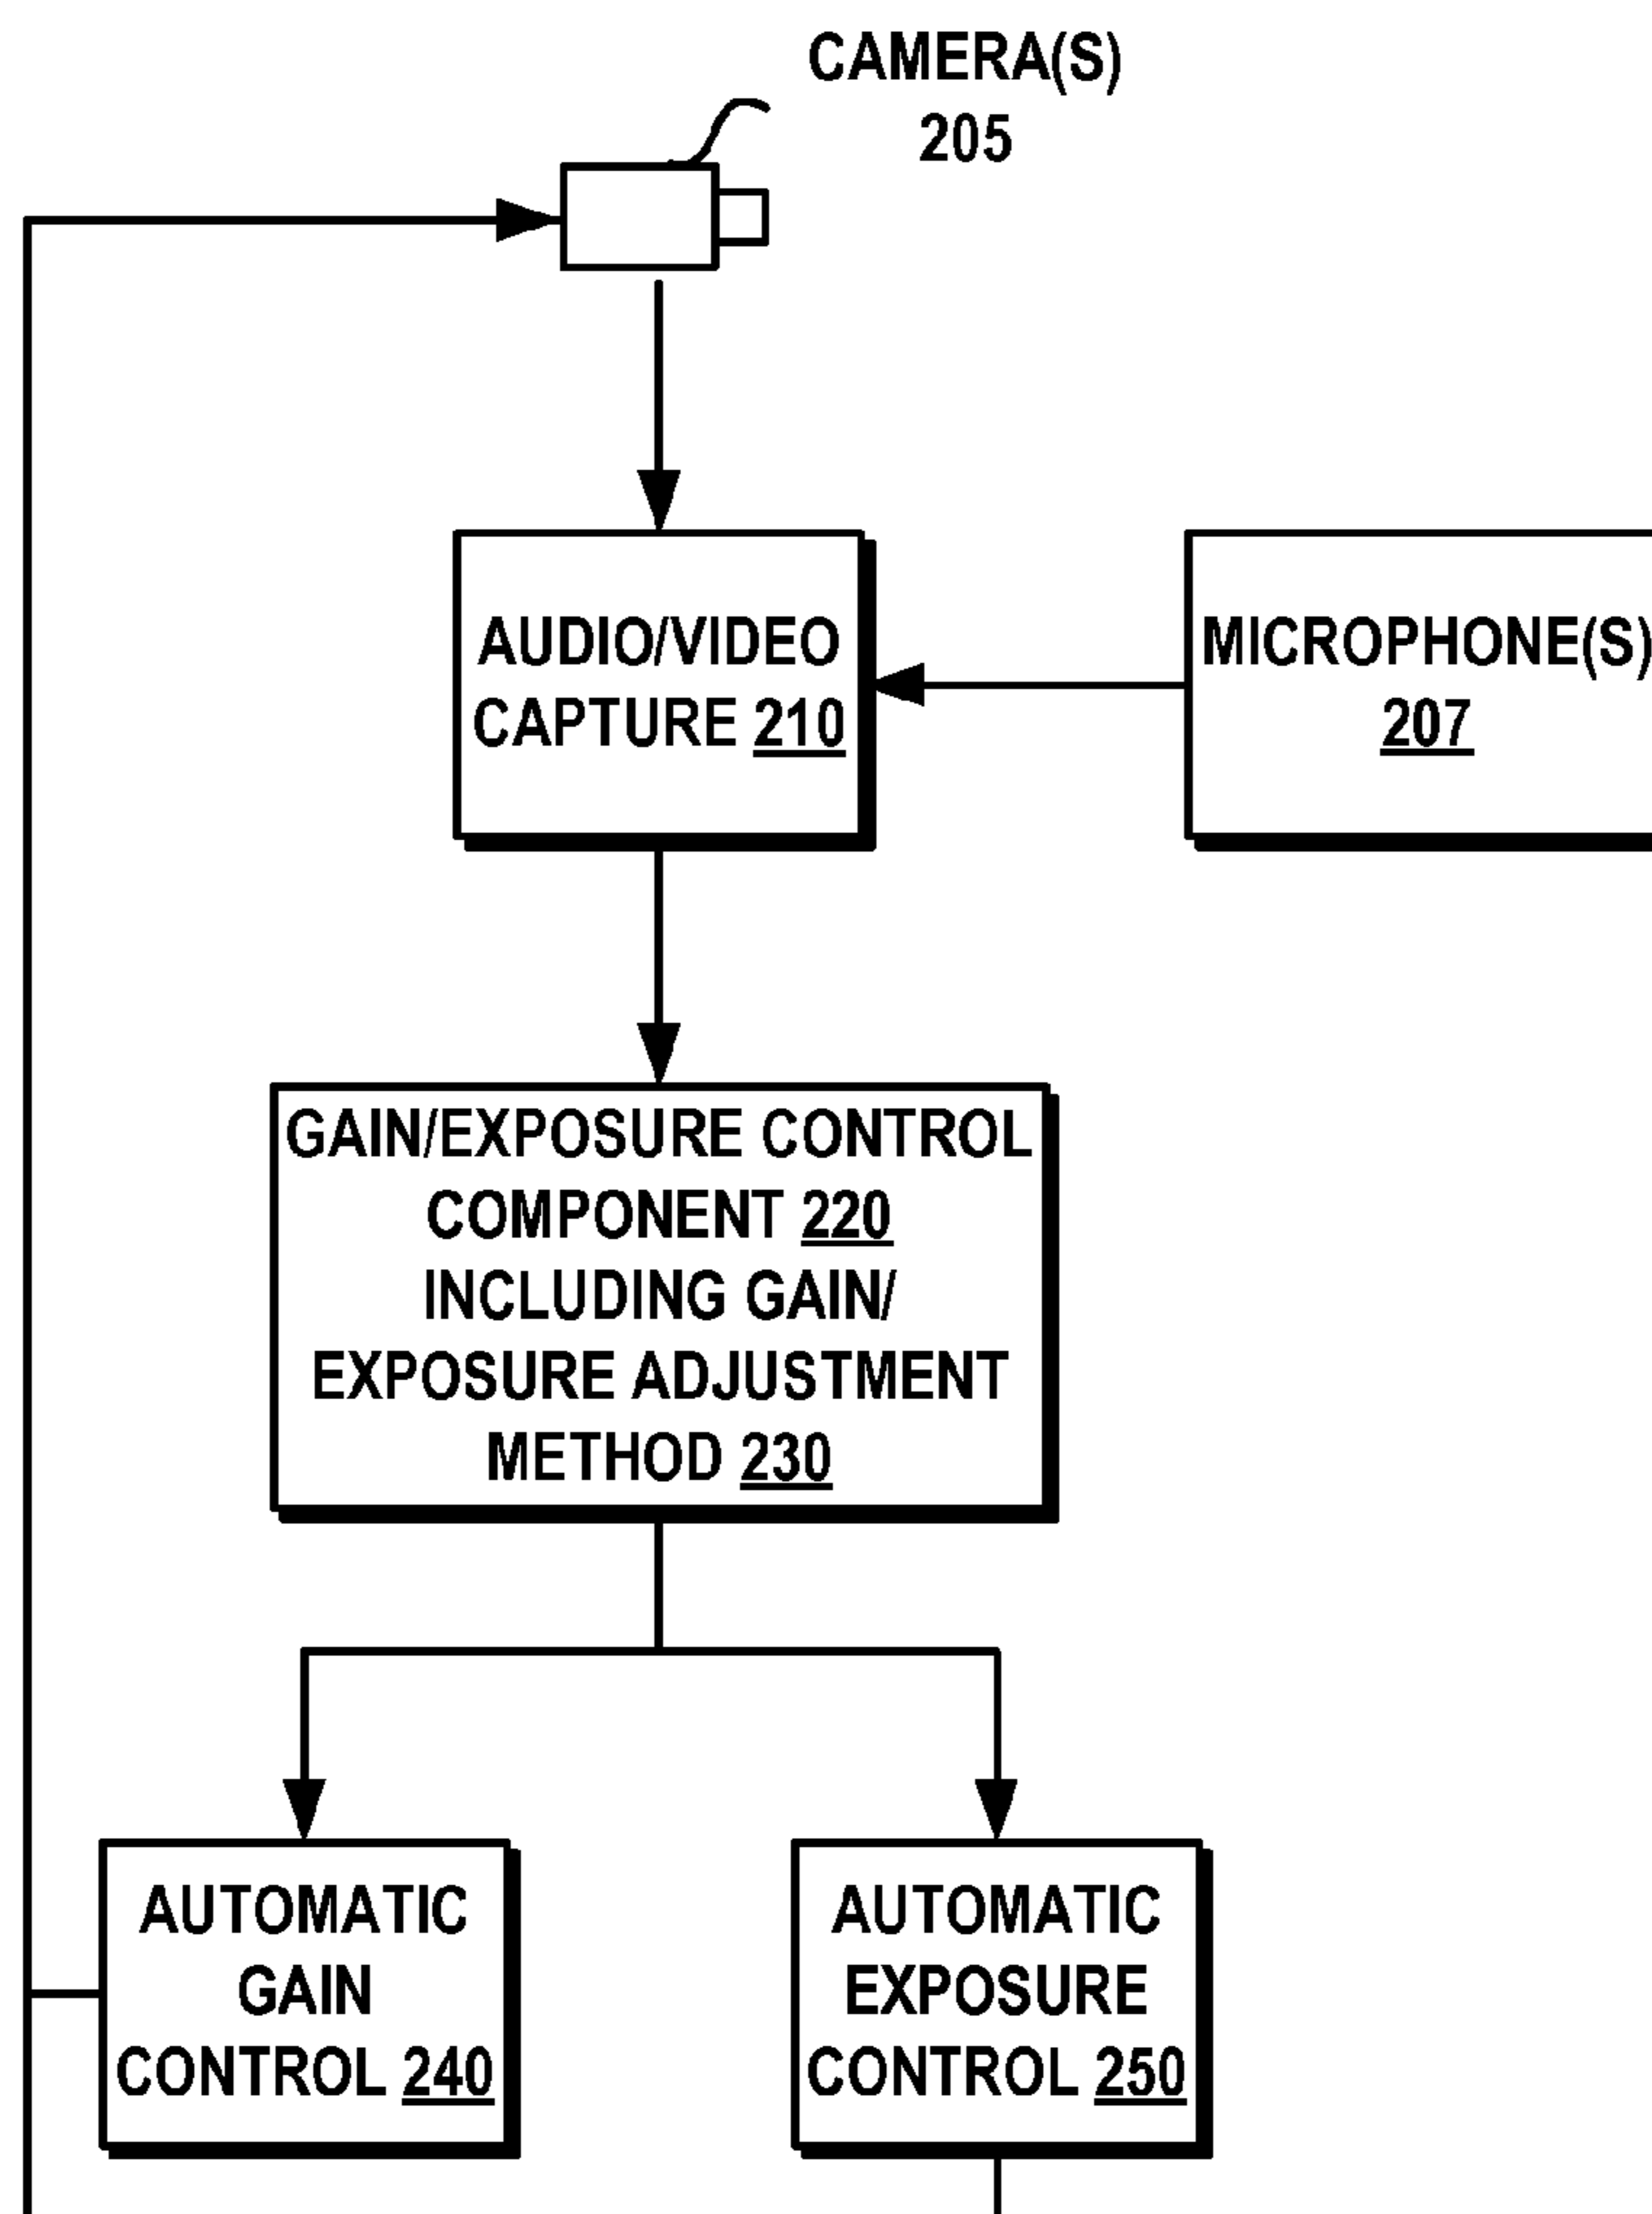 CAMERA(S)
205
AUDIO/VIDEO
CAPTURE 210
MICROPHONE(S)
207
GAIN/EXPOSURE CONTROL
COMPONENT 220
INCLUDING GAIN/
EXPOSURE ADJUSTMENT
METHOD 230
AUTOMATIC
GAIN
CONTROL 240
AUTOMATIC
EXPOSURE
CONTROL 250